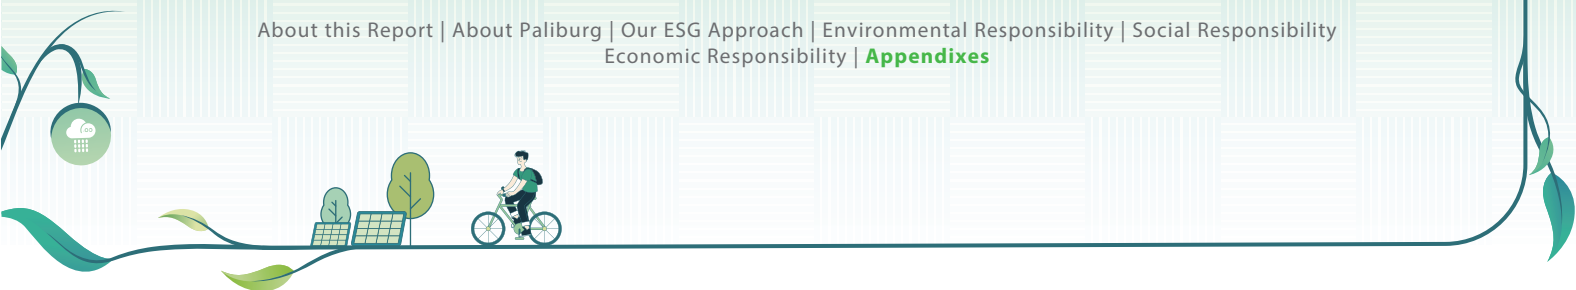 About this Report | About Paliburg | Our ESG Approach | Environmental Responsibility | Social Responsibility
Economic Responsibility | Appendixes